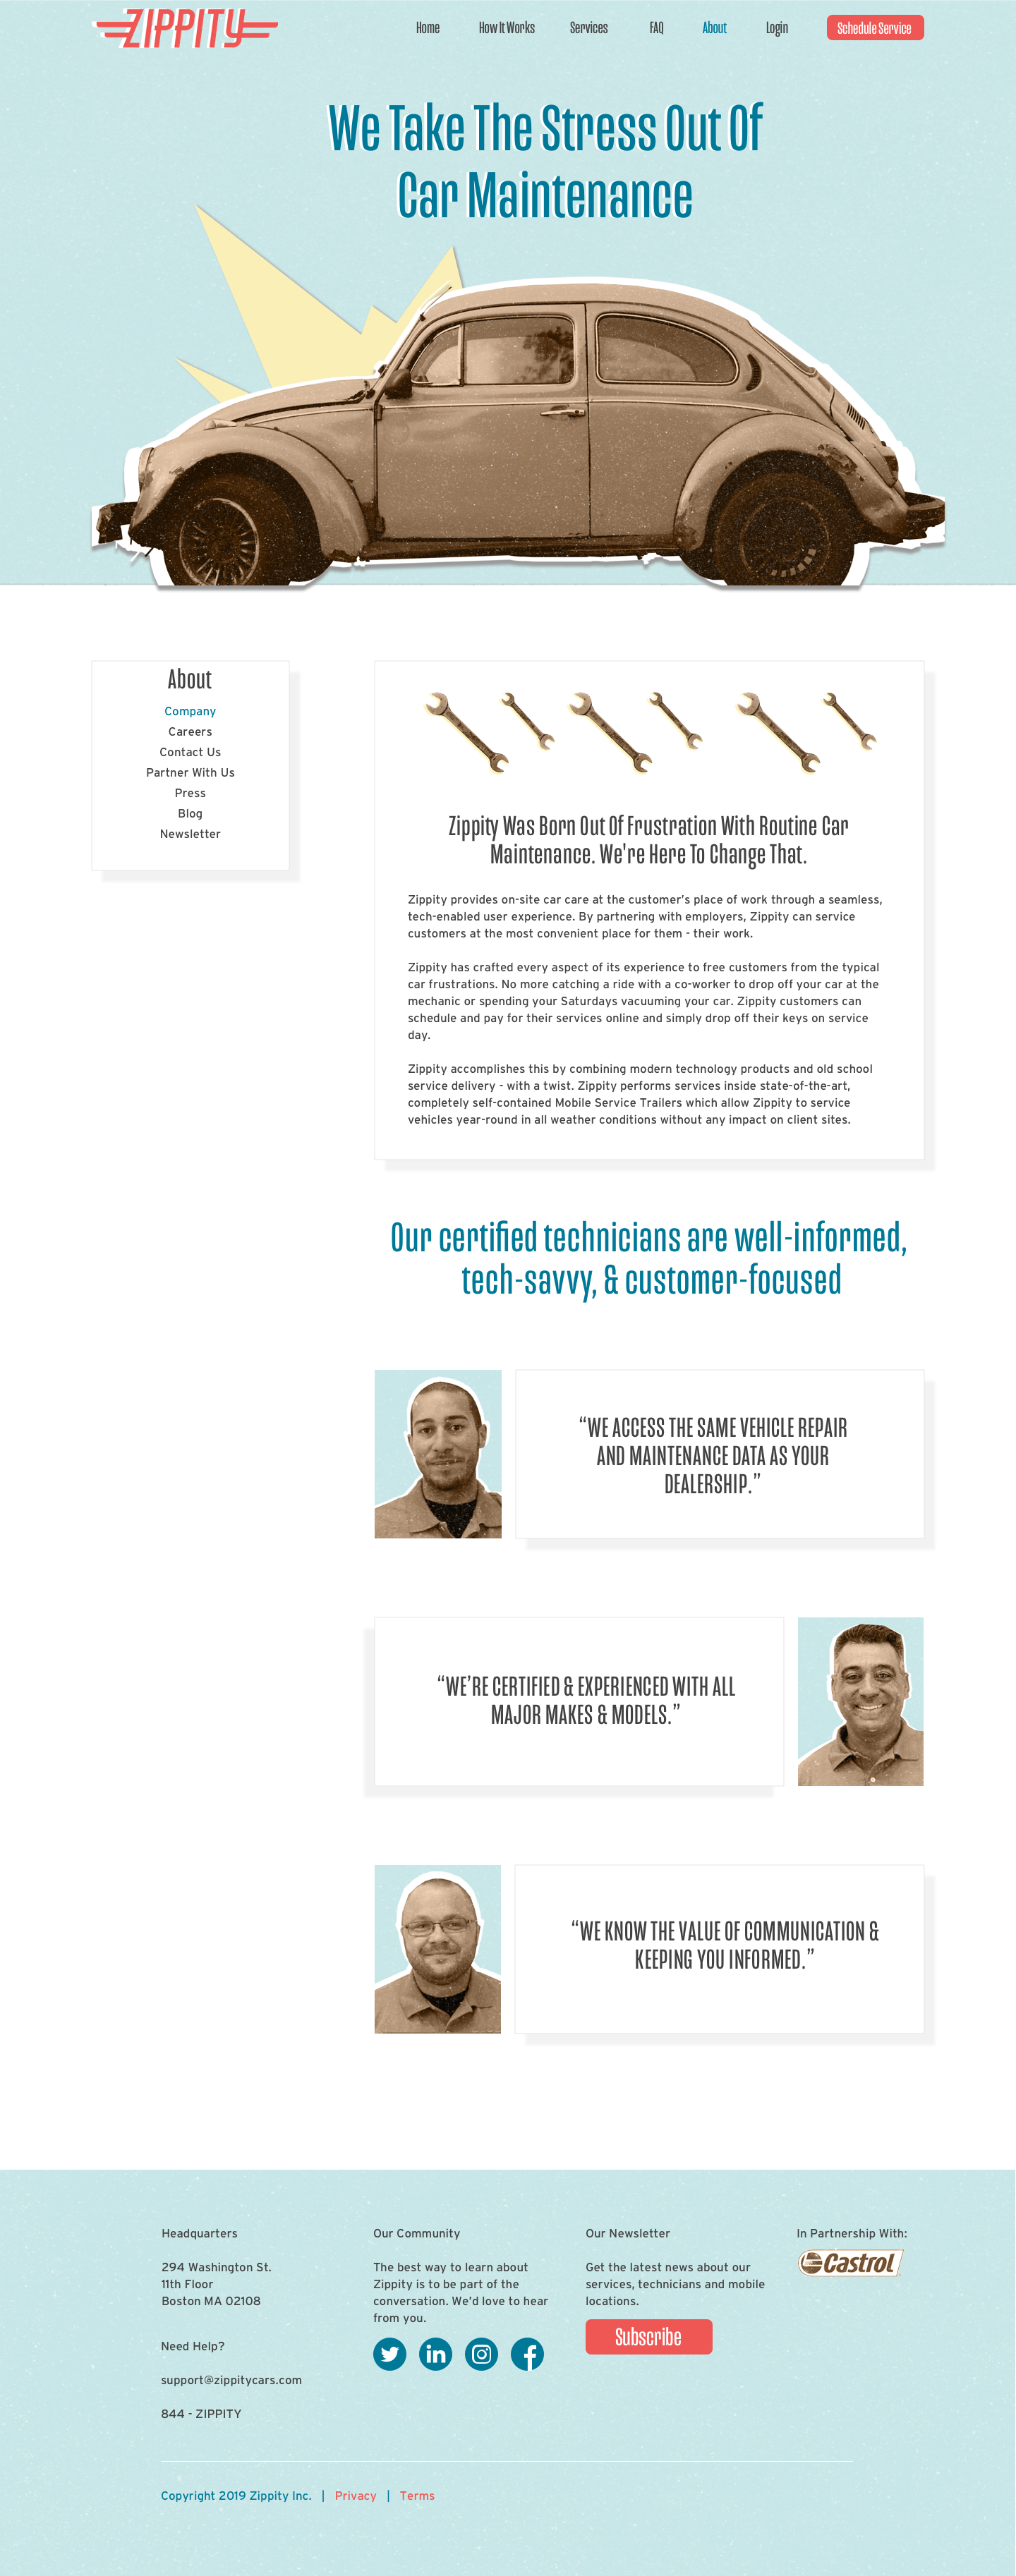 ZIPPITY
Home How It Works Services FAQ About Login Schedule Service
We Take The Stress Out Of
Car Maintenance
About
Company
Careers
Contact Us
Partner With Us
Press
Blog
Newsletter
Zippity Was Born Out Of Frustration With Routine Car
Maintenance. We're Here To Change That.
Zippity provides on-site car care at the customer's place of work through a seamless,
tech-enabled user experience. By partnering with employers, Zippity can service
customers at the most convenient place for them - their work.
Zippity has crafted every aspect of its experience to free customers from the typical
car frustrations. No more catching a ride with a co-worker to drop off your car at the
mechanic or spending your Saturdays vacuuming your car. Zippity customers can
schedule and pay for their services online and simply drop off their keys on service
day.
Zippity accomplishes this by combining modern technology products and old school
service delivery - with a twist. Zippity performs services inside state-of-the-art,
completely self-contained Mobile Service Trailers which allow Zippity to service
vehicles year-round in all weather conditions without any impact on client sites.
Our certified technicians are well-informed,
tech-savvy, & customer-focused
“WE ACCESS THE SAME VEHICLE REPAIR
AND MAINTENANCE DATA AS YOUR
DEALERSHIP.”
“WE’RE CERTIFIED & EXPERIENCED WITH ALL
MAJOR MAKES & MODELS.”
“WE KNOW THE VALUE OF COMMUNICATION &
KEEPING YOU INFORMED.”
Headquarters
294 Washington St.
11th Floor
Boston MA 02108
Need Help?
support@zippitycars.com
844 - ZIPPITY
Our Community
The best way to learn about
Zippity is to be part of the
conversation. We'd love to hear
from you.
Our Newsletter
Get the latest news about our
services, technicians and mobile
locations.
Subscribe
In Partnership With:
Castrol
Copyright 2019 Zippity Inc. | Privacy | Terms